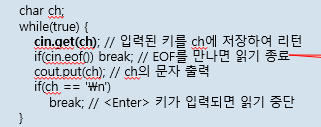 char ch;
while(true) {
cin.get(ch); // 입력된 키를 ch에 저장하여 리턴
if(cin.eof()) break; // EOF를 만나면 읽기 종료
cout.put(ch); // ch의 문자 출력
if(ch == '₩n')
break; // <Enter> 키가 입력되면 읽기 중단
}